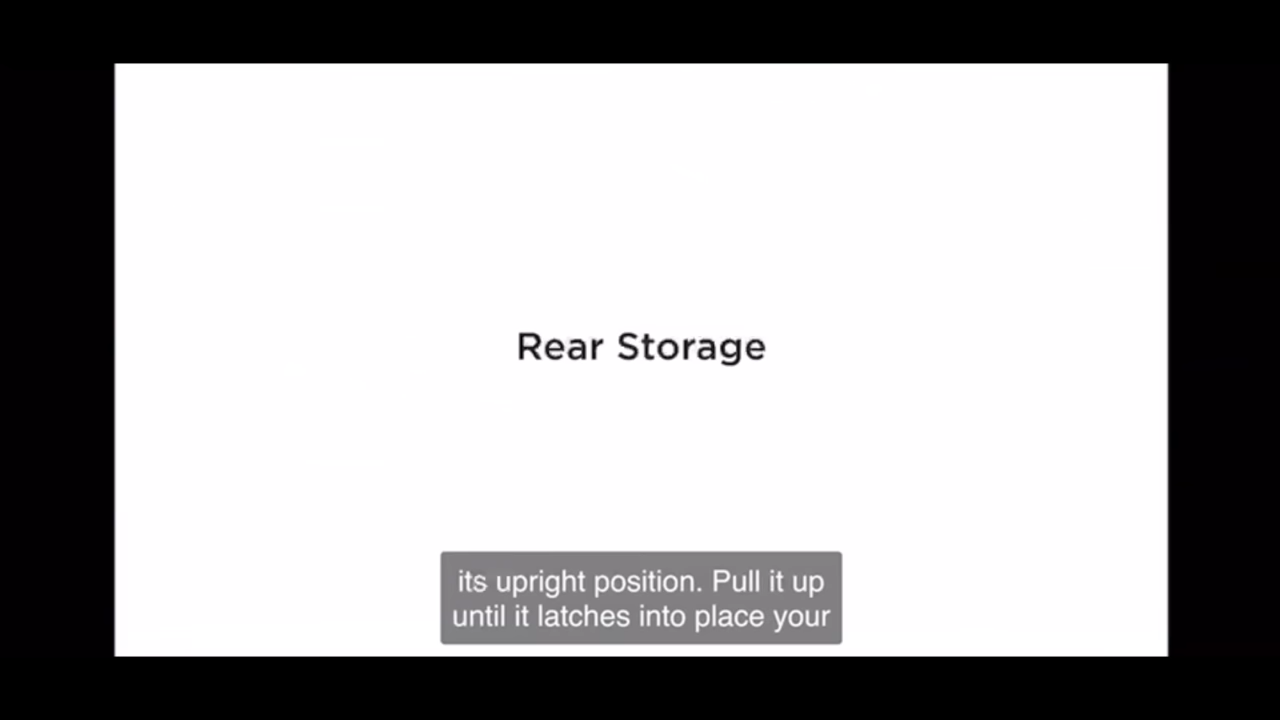 Rear Storage
its upright position. Pull it up
until it latches into place your